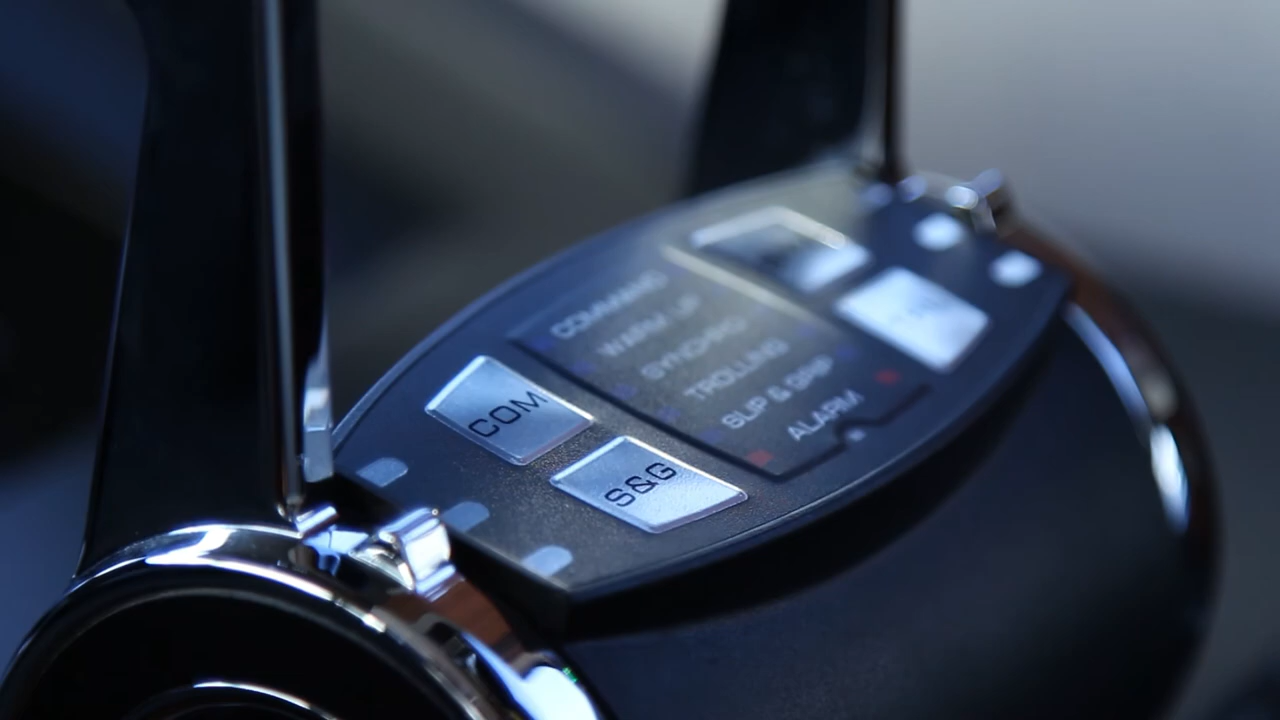 COMMAND
WARM UP
SYNCHRO
TROLLING
SLIP & GRIP
ALARM
COM
S&G